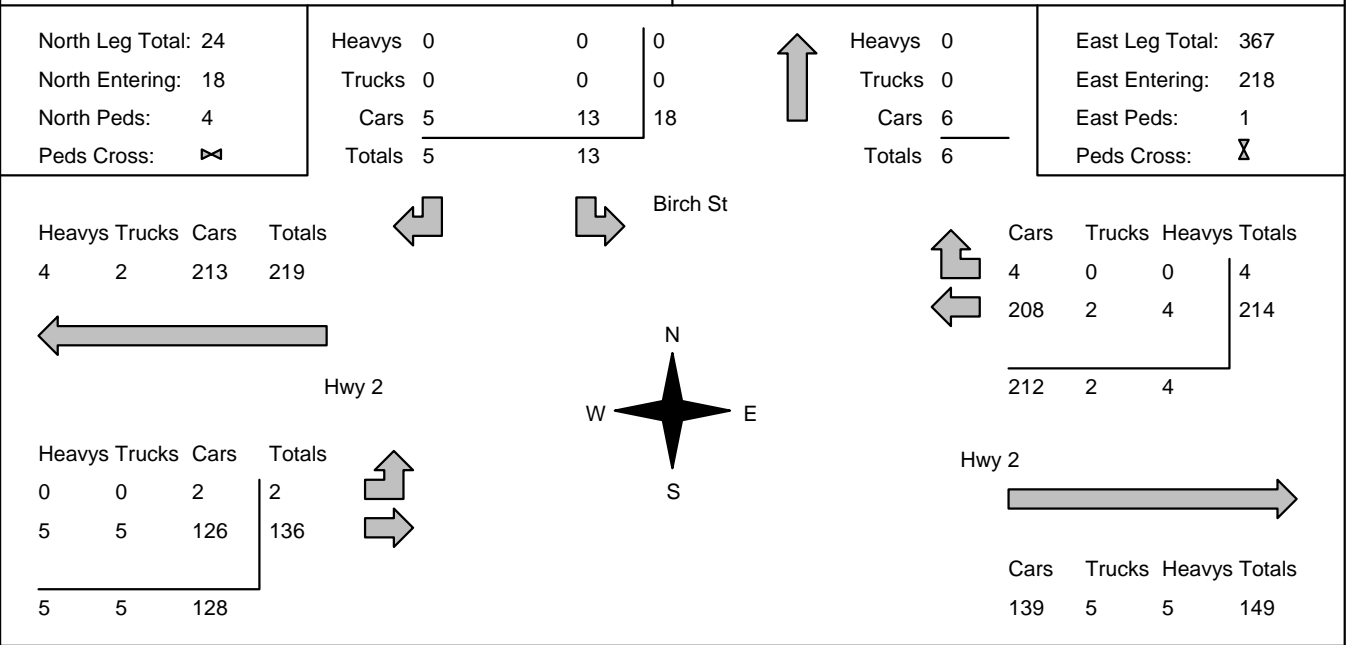 North Leg Total: 24
North Entering: 18
North Peds: 4
Peds Cross:
Heavys 0 0 0
Trucks 0 0 0
Cars 5 13 18
Totals 5 13
Heavys 0
Trucks 0
Cars 6
Totals 6
East Leg Total: 367
East Entering: 218
East Peds: 1
Peds Cross:
Birch St
Heavys Trucks Cars Totals
4 2 213 219
Cars Trucks Heavys Totals
4 0 0 4
208 2 4 214
212 2 4
Hwy 2
N
W E
S
Heavys Trucks Cars Totals
0 0 2 2
5 5 126 136
5 5 128
Hwy 2
Cars Trucks Heavys Totals
139 5 5 149